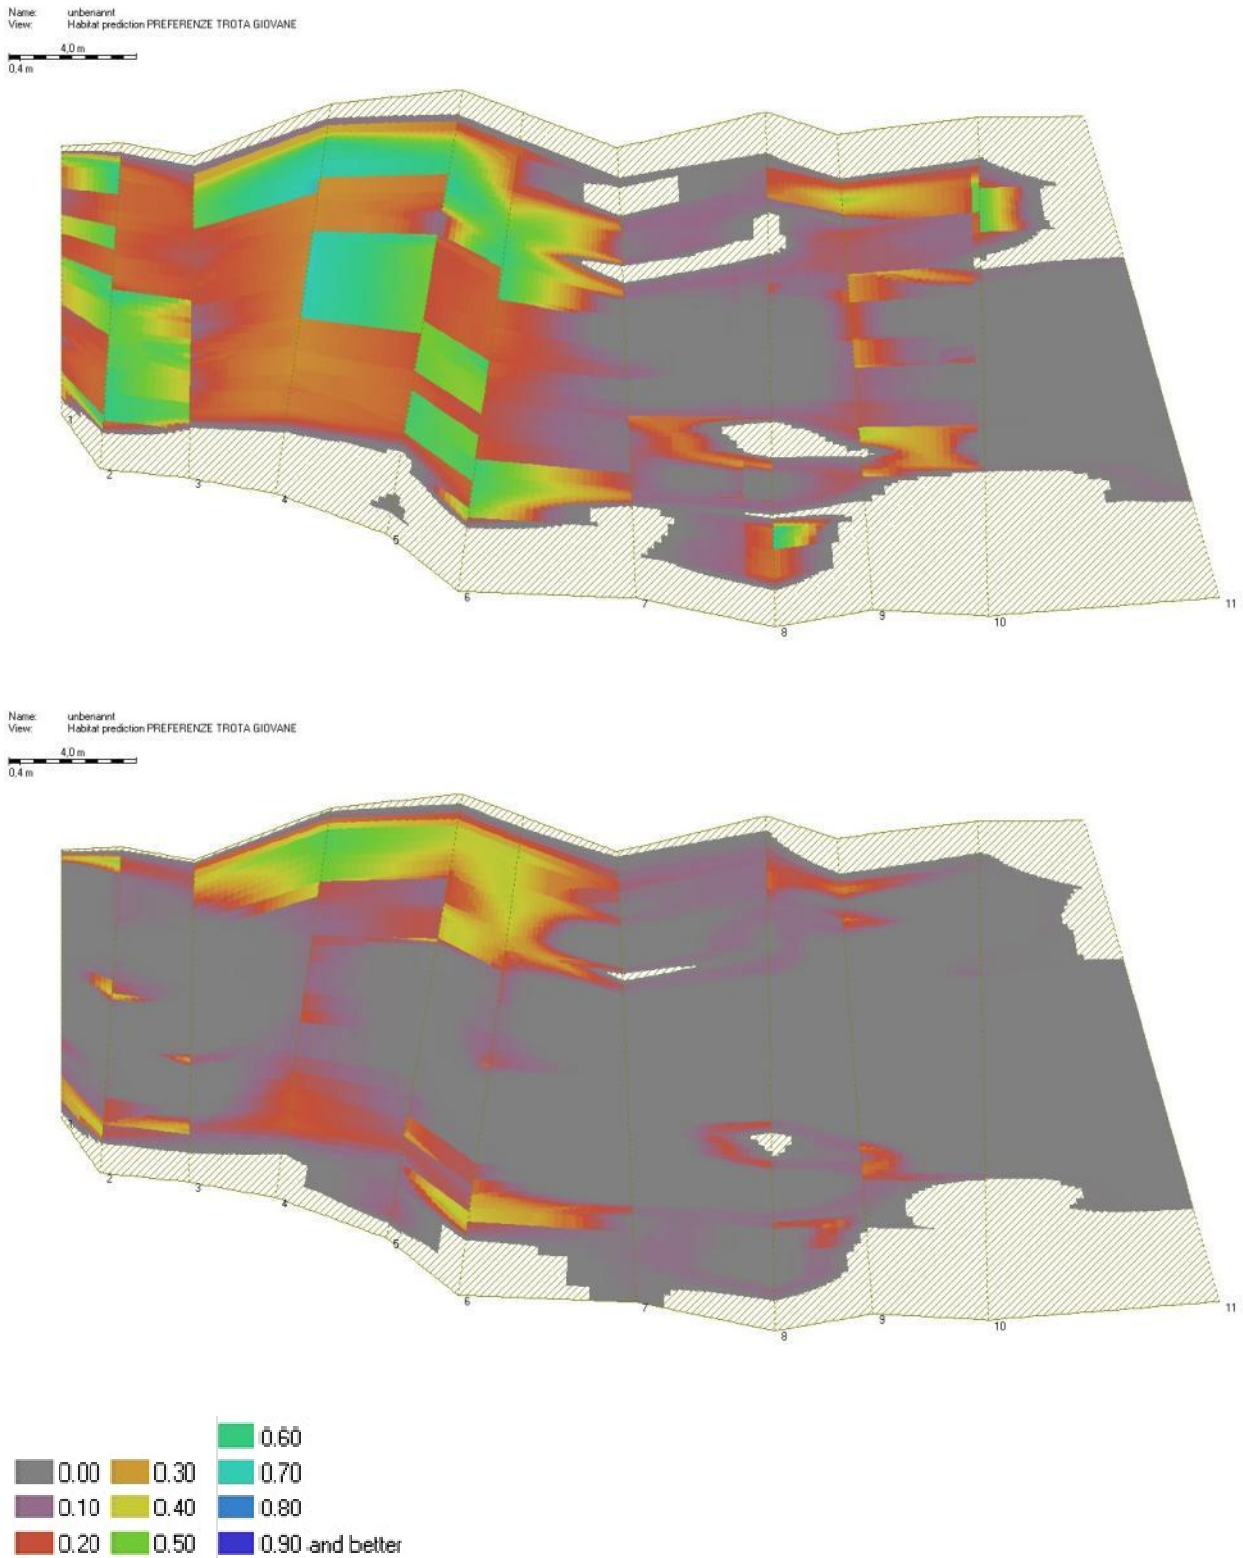 Name: unbenannt
View: Habitat prediction PREFERENZE TROTA GIOVANE
4,0 m
0,4 m
1
2
3
4
5
6
7
8
9
10
11
Name: unbenannt
View: Habitat prediction PREFERENZE TROTA GIOVANE
4,0 m
0,4 m
1
2
3
4
5
6
7
8
9
10
11
0.60
0.00 0.30 0.70
0.10 0.40 0.80
0.20 0.50 0.90 and better